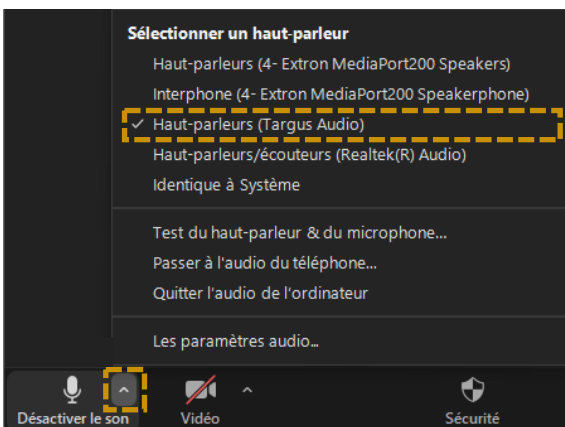 Sélectionner un haut-parleur
Haut-parleurs (4- Extron MediaPort200 Speakers)
Interphone (4- Extron MediaPort200 Speakerphone)
✓ Haut-parleurs (Targus Audio)
Haut-parleurs/écouteurs (Realtek(R) Audio)
Identique à Système
Test du haut-parleur & du microphone...
Passer à l'audio du téléphone...
Quitter l'audio de l'ordinateur
Les paramètres audio...
Désactiver le son
Vidéo
Sécurité